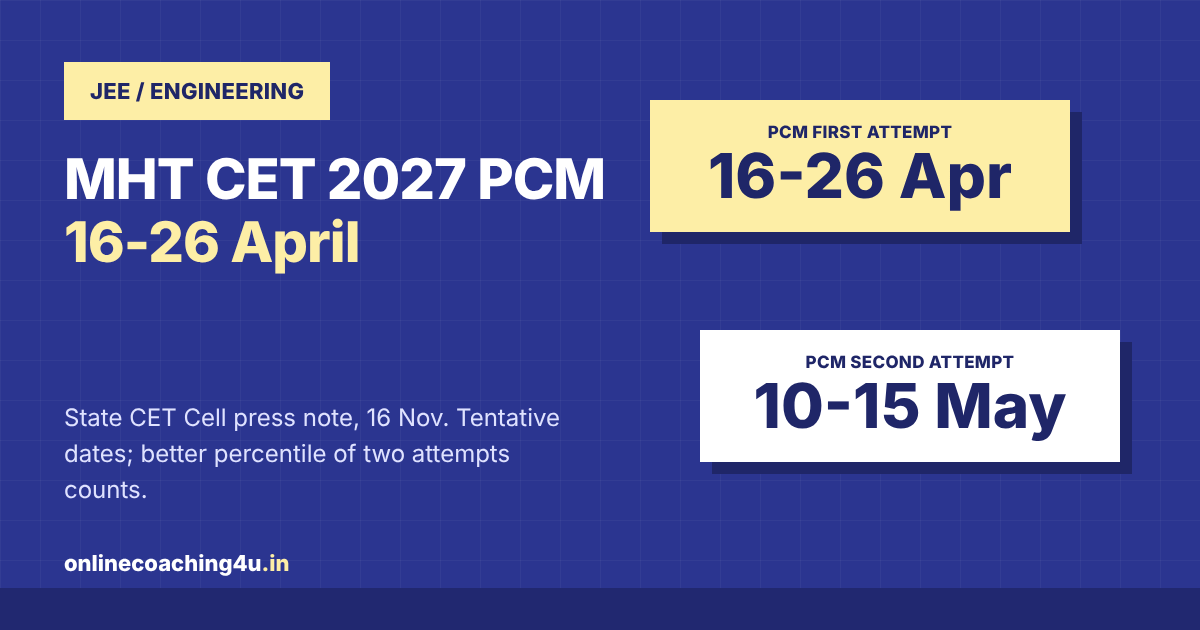 JEE / ENGINEERING
MHT CET 2027 PCM
16-26 April
State CET Cell press note, 16 Nov. Tentative
dates; better percentile of two attempts
counts.
onlinecoaching4u.in
PCM FIRST ATTEMPT
16-26 Apr
PCM SECOND ATTEMPT
10-15 May